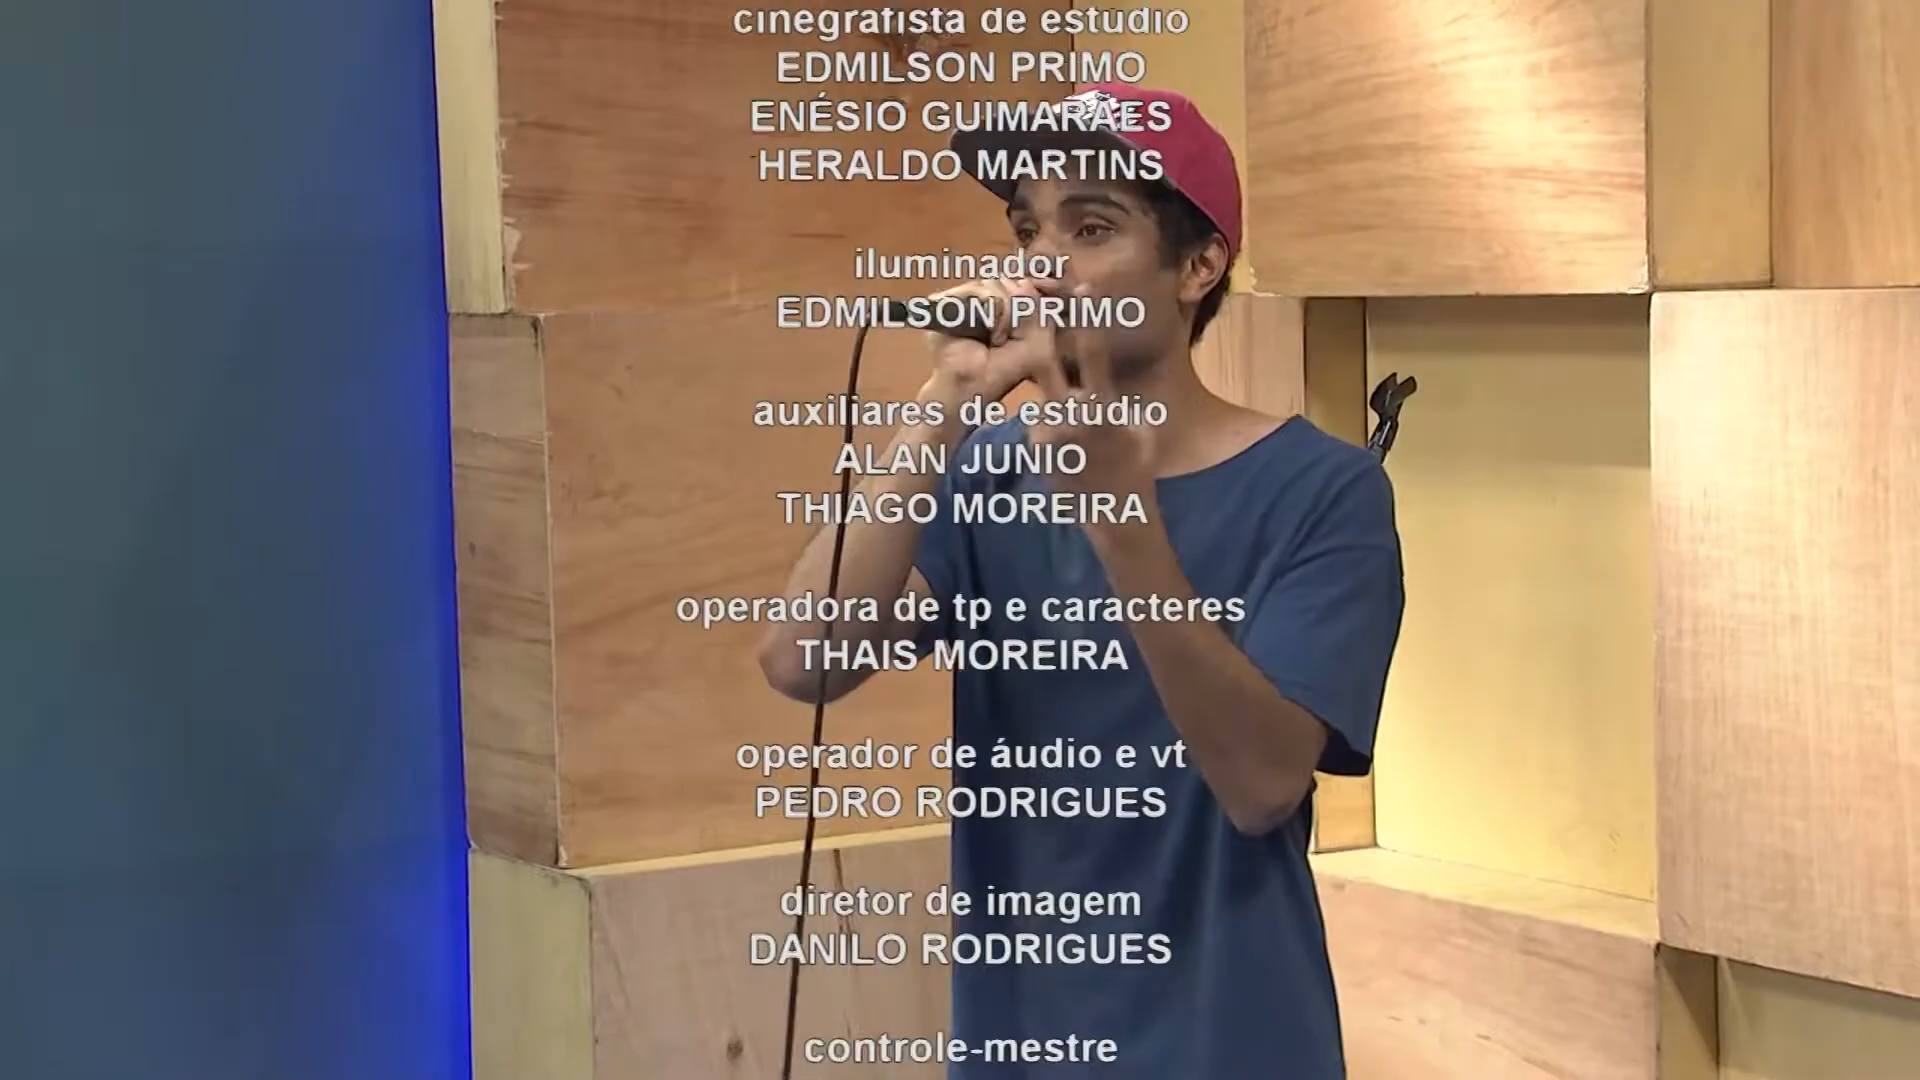 cinegrafista de estúdio
EDMILSON PRIMO
ENÉSIO GUIMARÃES
HERALDO MARTINS
iluminador
EDMILSON PRIMO
auxiliares de estúdio
ALAN JUNIO
THIAGO MOREIRA
operadora de tp e caracteres
THAIS MOREIRA
operador de áudio e vt
PEDRO RODRIGUES
diretor de imagem
DANILO RODRIGUES
controle-mestre